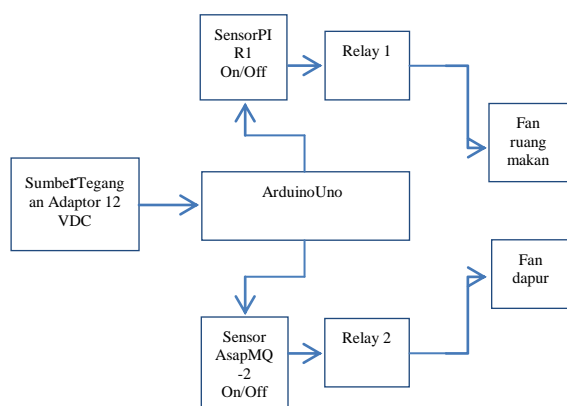 SensorPI
R1
On/Off
Relay 1
Fan
ruang
makan
SumberTegang
an Adaptor 12
VDC
ArduinoUno
Fan
dapur
Sensor
AsapMQ
-2
On/Off
Relay 2